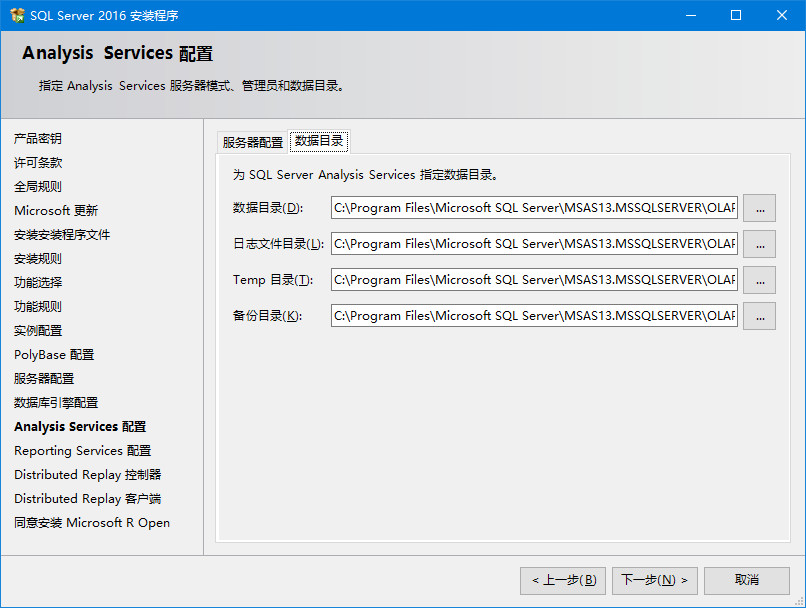 SQL Server 2016 安装程序
Analysis Services 配置
指定 Analysis Services 服务器模式、管理员和数据目录。
产品密钥
许可条款
全局规则
Microsoft 更新
安装安装程序文件
安装规则
功能选择
功能规则
实例配置
PolyBase 配置
服务器配置
数据库引擎配置
Analysis Services 配置
Reporting Services 配置
Distributed Replay 控制器
Distributed Replay 客户端
同意安装 Microsoft R Open
服务器配置 数据目录
为 SQL Server Analysis Services 指定数据目录。
数据目录(D): C:\Program Files\Microsoft SQL Server\MSAS13.MSSQLSERVER\OLAP ...
日志文件目录(L): C:\Program Files\Microsoft SQL Server\MSAS13.MSSQLSERVER\OLAP ...
Temp 目录(T): C:\Program Files\Microsoft SQL Server\MSAS13.MSSQLSERVER\OLAP ...
备份目录(K): C:\Program Files\Microsoft SQL Server\MSAS13.MSSQLSERVER\OLAP ...
< 上一步(B) 下一步(N) > 取消